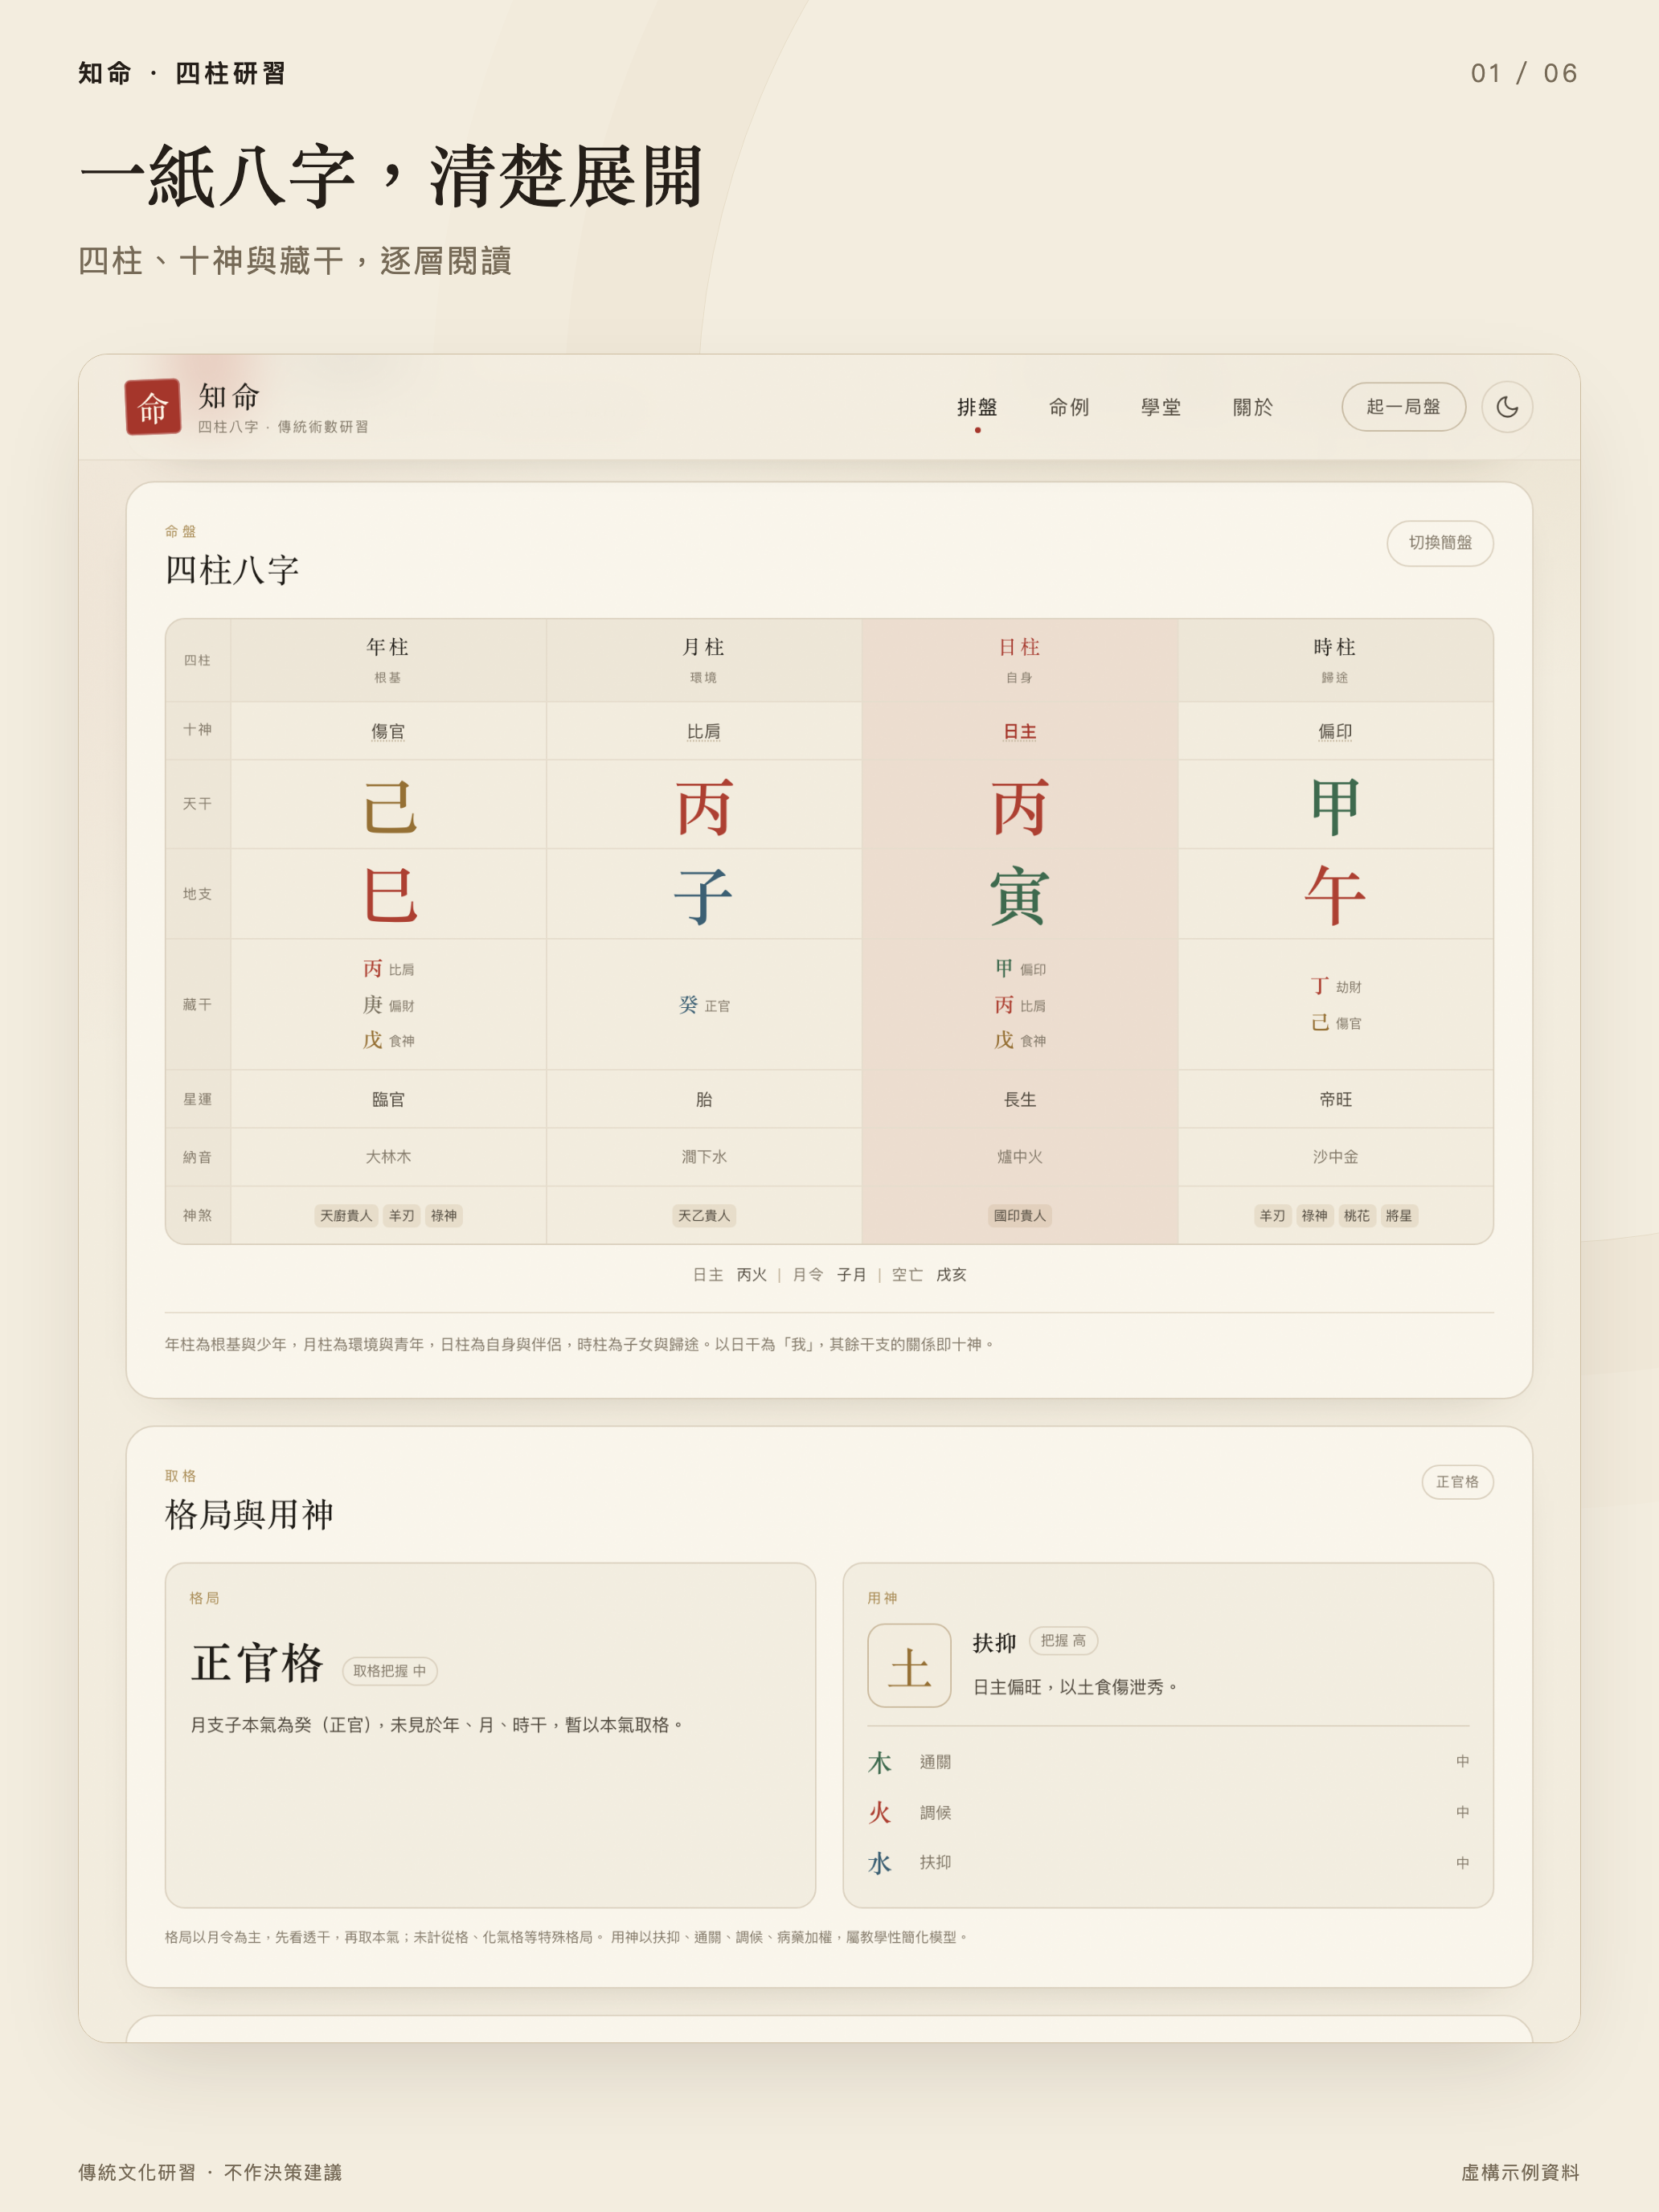 知命 · 四柱研習
01 / 06
一紙八字，清楚展開
四柱、十神與藏干，逐層閱讀
命
知命
四柱八字 · 傳統術數研習
排盤 命例 學堂 關於 起一局盤
命盤
四柱八字
切換簡盤
四柱 年柱 月柱 日柱 時柱
根基 環境 自身 歸途
十神 傷官 比肩 日主 偏印
天干 己 丙 丙 甲
地支 巳 子 寅 午
藏干
丙 比肩 甲 偏印
庚 偏財 癸 正官 丙 比肩 丁 劫財
戊 食神 戊 食神 己 傷官
星運 臨官 胎 長生 帝旺
納音 大林木 澗下水 爐中火 沙中金
神煞 天廚貴人 羊刃 祿神 天乙貴人 國印貴人 羊刃 祿神 桃花 將星
日主 丙火 | 月令 子月 | 空亡 戌亥
年柱為根基與少年，月柱為環境與青年，日柱為自身與伴侶，時柱為子女與歸途。以日干為「我」，其餘干支的關係即十神。
取格
格局與用神
正官格
格局
正官格 取格把握 中
月支子本氣為癸（正官），未見於年、月、時干，暫以本氣取格。
用神
土
扶抑 把握 高
日主偏旺，以土食傷泄秀。
木 通關 中
火 調候 中
水 扶抑 中
格局以月令為主，先看透干，再取本氣；未計從格、化氣格等特殊格局。 用神以扶抑、通關、調候、病藥加權，屬教學性簡化模型。
傳統文化研習 · 不作決策建議
虛構示例資料